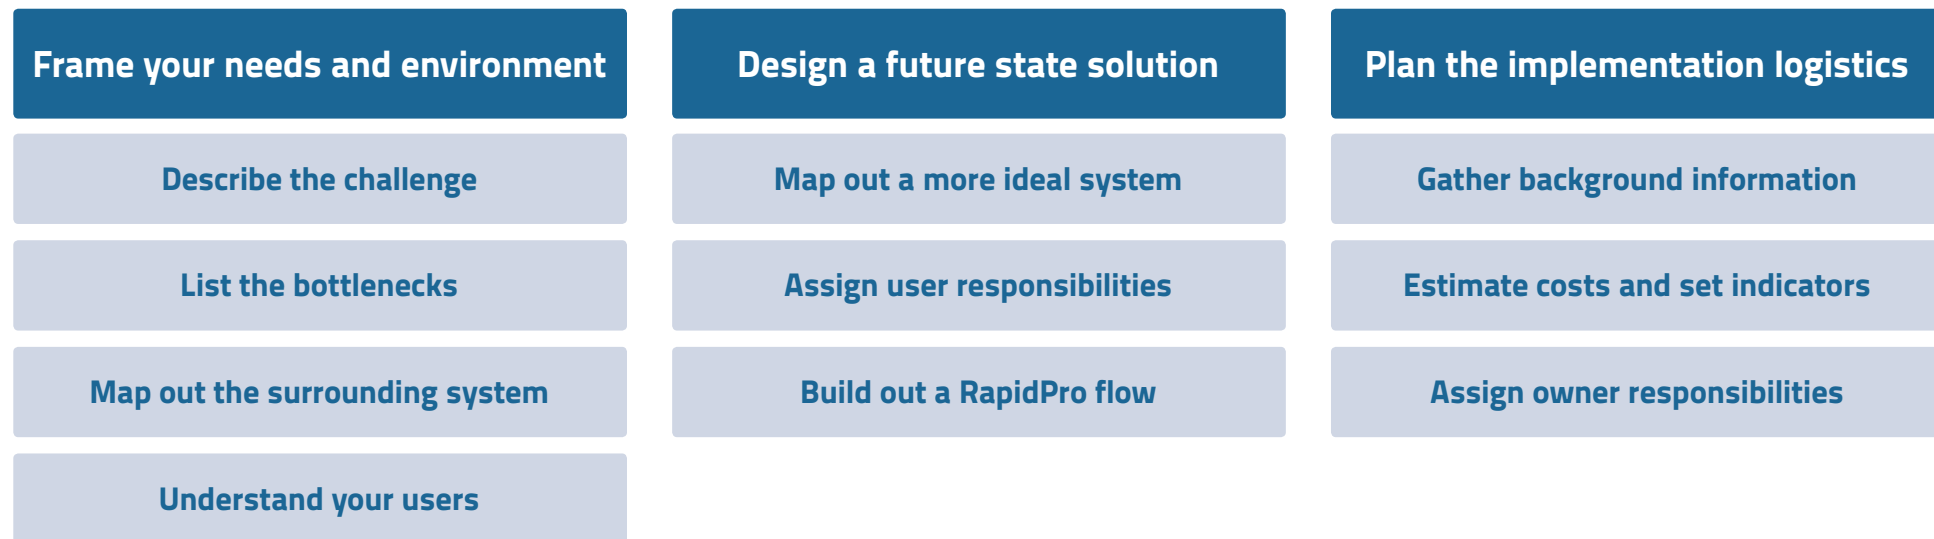 Frame your needs and environment
Describe the challenge
List the bottlenecks
Map out the surrounding system
Understand your users
Design a future state solution
Map out a more ideal system
Assign user responsibilities
Build out a RapidPro flow
Plan the implementation logistics
Gather background information
Estimate costs and set indicators
Assign owner responsibilities